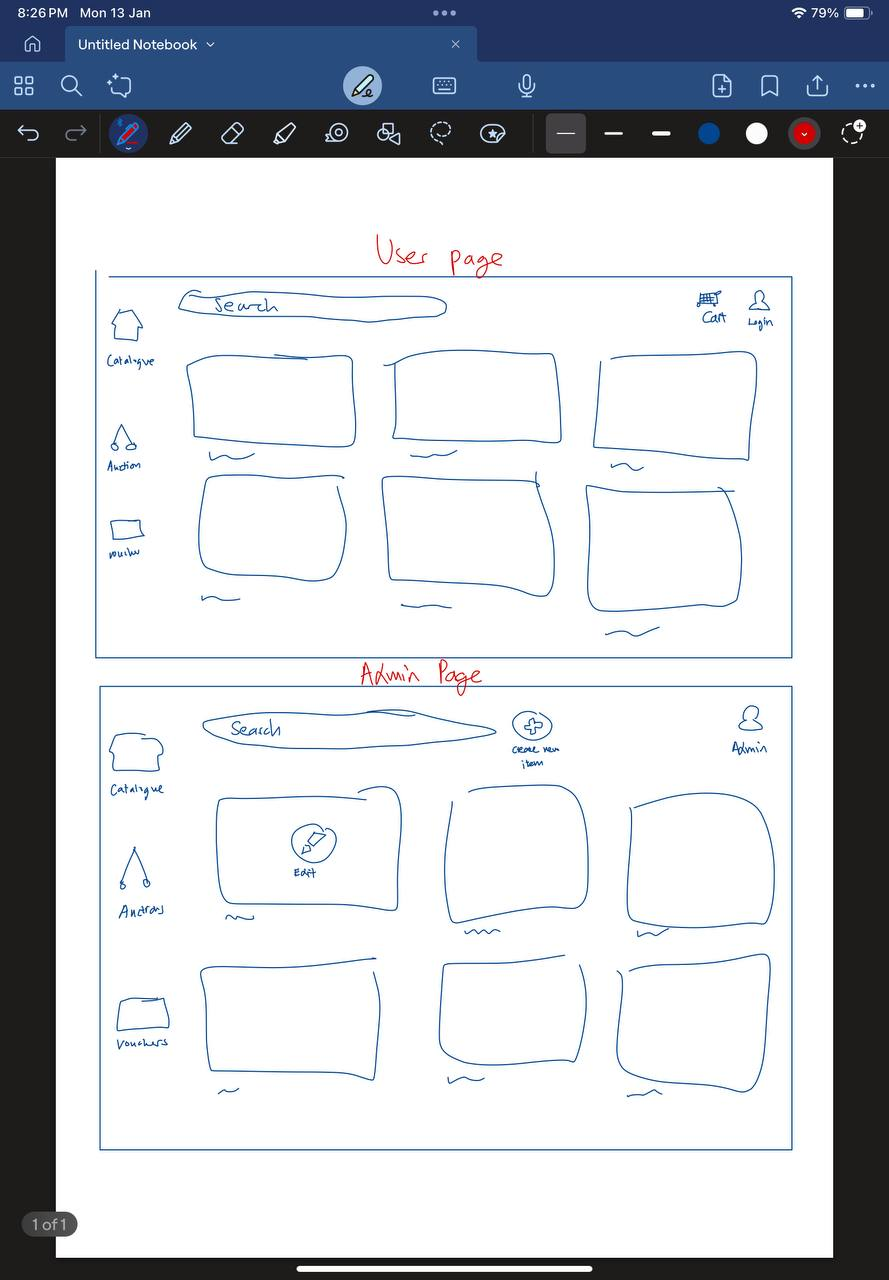 8:26 PM Mon 13 Jan
79%
Untitled Notebook
User page
Search
Cart
Login
Catalogue
Auction
Admin Page
Search
create new
item
Admin
Catalogue
Edit
Auctions
Vouchers
1 of 1